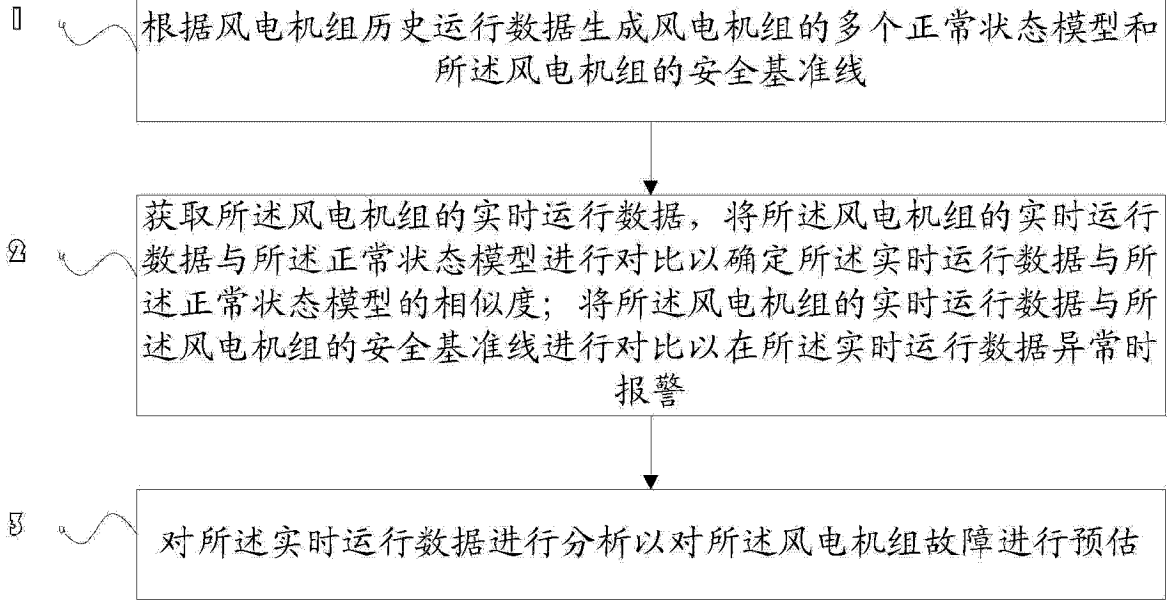 1
根据风电机组历史运行数据生成风电机组的多个正常状态模型和
所述风电机组的安全基准线
2
获取所述风电机组的实时运行数据，将所述风电机组的实时运行
数据与所述正常状态模型进行对比以确定所述实时运行数据与所
述正常状态模型的相似度；将所述风电机组的实时运行数据与所
述风电机组的安全基准线进行对比以在所述实时运行数据异常时
报警
3
对所述实时运行数据进行分析以对所述风电机组故障进行预估